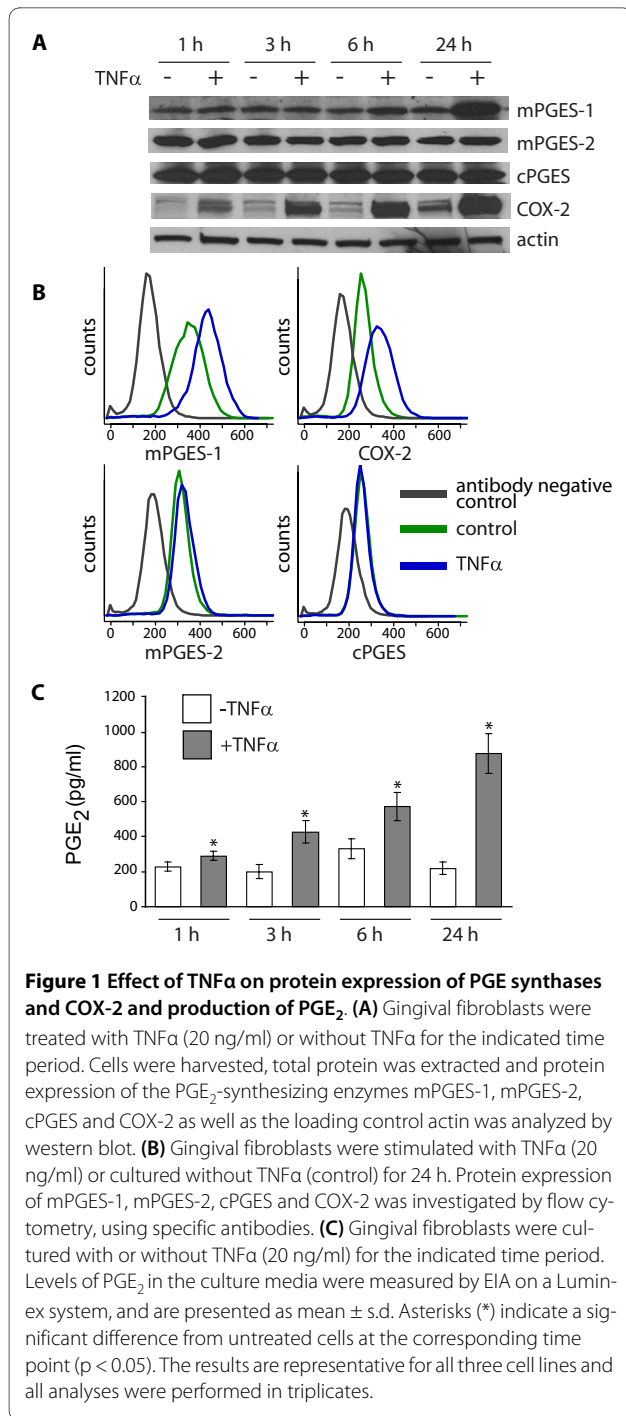 A
1 h 3 h 6 h 24 h
TNFα - + - + - + - +
mPGES-1
mPGES-2
cPGES
COX-2
actin
B
counts
0 200 400 600
mPGES-1
counts
0 200 400 600
COX-2
counts
0 200 400 600
mPGES-2
counts
0 200 400 600
cPGES
antibody negative
control
control
TNFα
C
PGE₂ (pg/ml)
1200
1000
800
600
400
200
0
-TNFα
+TNFα
* * * *
1 h 3 h 6 h 24 h
Figure 1 Effect of TNFα on protein expression of PGE synthases
and COX-2 and production of PGE₂. (A) Gingival fibroblasts were
treated with TNFα (20 ng/ml) or without TNFα for the indicated time
period. Cells were harvested, total protein was extracted and protein
expression of the PGE₂-synthesizing enzymes mPGES-1, mPGES-2,
cPGES and COX-2 as well as the loading control actin was analyzed by
western blot. (B) Gingival fibroblasts were stimulated with TNFα (20
ng/ml) or cultured without TNFα (control) for 24 h. Protein expression
of mPGES-1, mPGES-2, cPGES and COX-2 was investigated by flow cy-
tometry, using specific antibodies. (C) Gingival fibroblasts were cul-
tured with or without TNFα (20 ng/ml) for the indicated time period.
Levels of PGE₂ in the culture media were measured by EIA on a Lumin-
ex system, and are presented as mean ± s.d. Asterisks (*) indicate a sig-
nificant difference from untreated cells at the corresponding time
point (p < 0.05). The results are representative for all three cell lines and
all analyses were performed in triplicates.